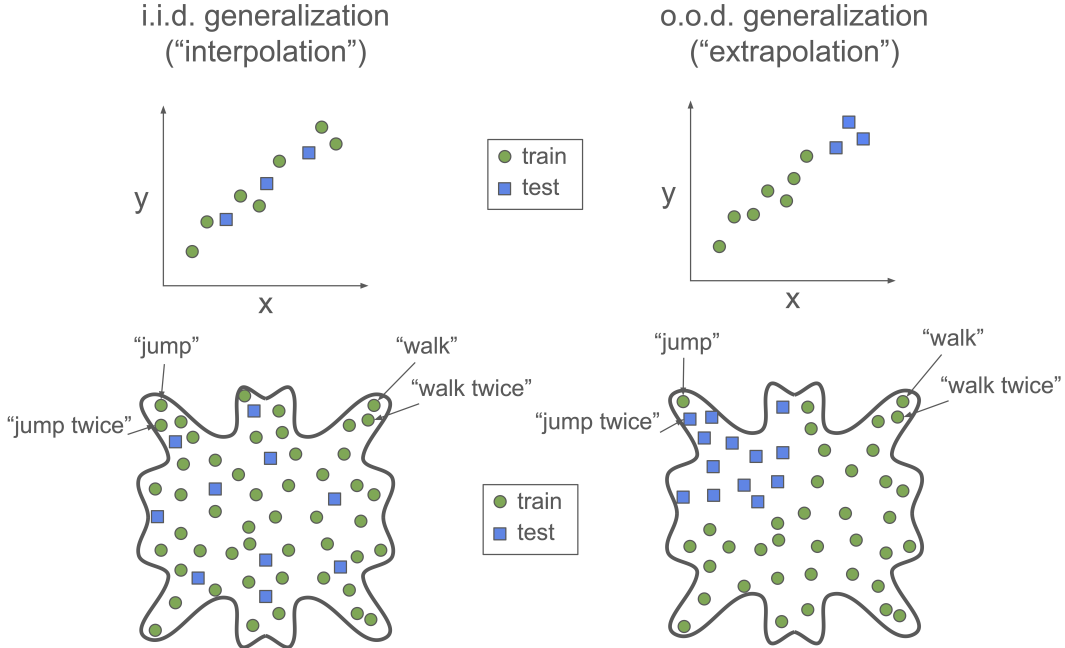 i.i.d. generalization
(“interpolation”)
o.o.d. generalization
(“extrapolation”)
y
x
train
test
y
x
“jump”
“walk”
“walk twice”
“jump twice”
train
test
“jump”
“walk”
“walk twice”
“jump twice”